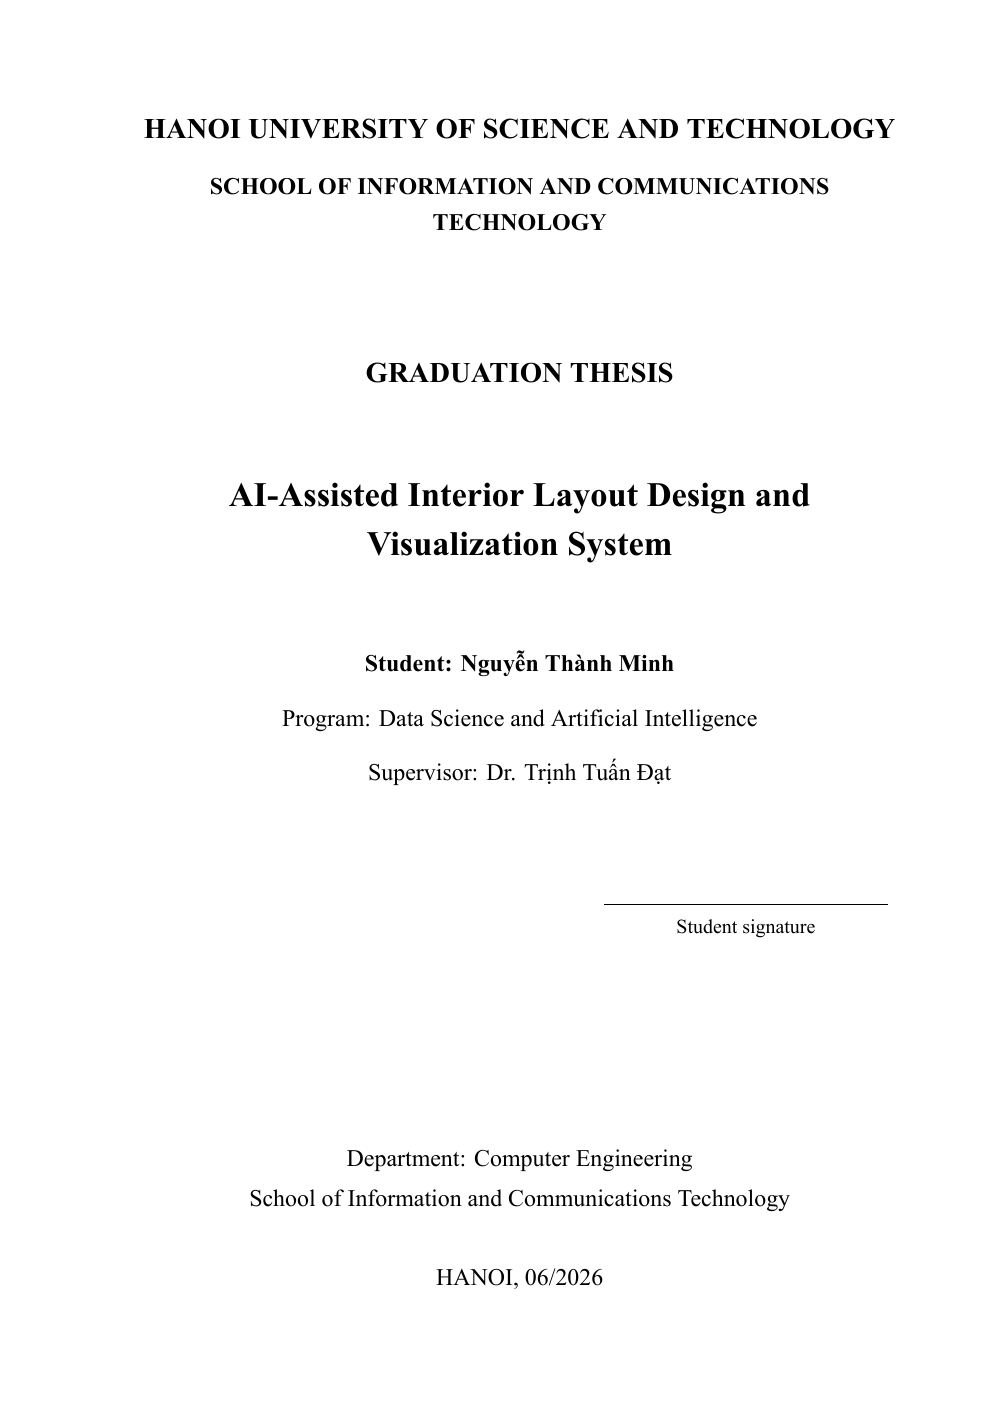 HANOI UNIVERSITY OF SCIENCE AND TECHNOLOGY
SCHOOL OF INFORMATION AND COMMUNICATIONS
TECHNOLOGY
GRADUATION THESIS
AI-Assisted Interior Layout Design and
Visualization System
Student: Nguyễn Thành Minh
Program: Data Science and Artificial Intelligence
Supervisor: Dr. Trịnh Tuấn Đạt
Student signature
Department: Computer Engineering
School of Information and Communications Technology
HANOI, 06/2026